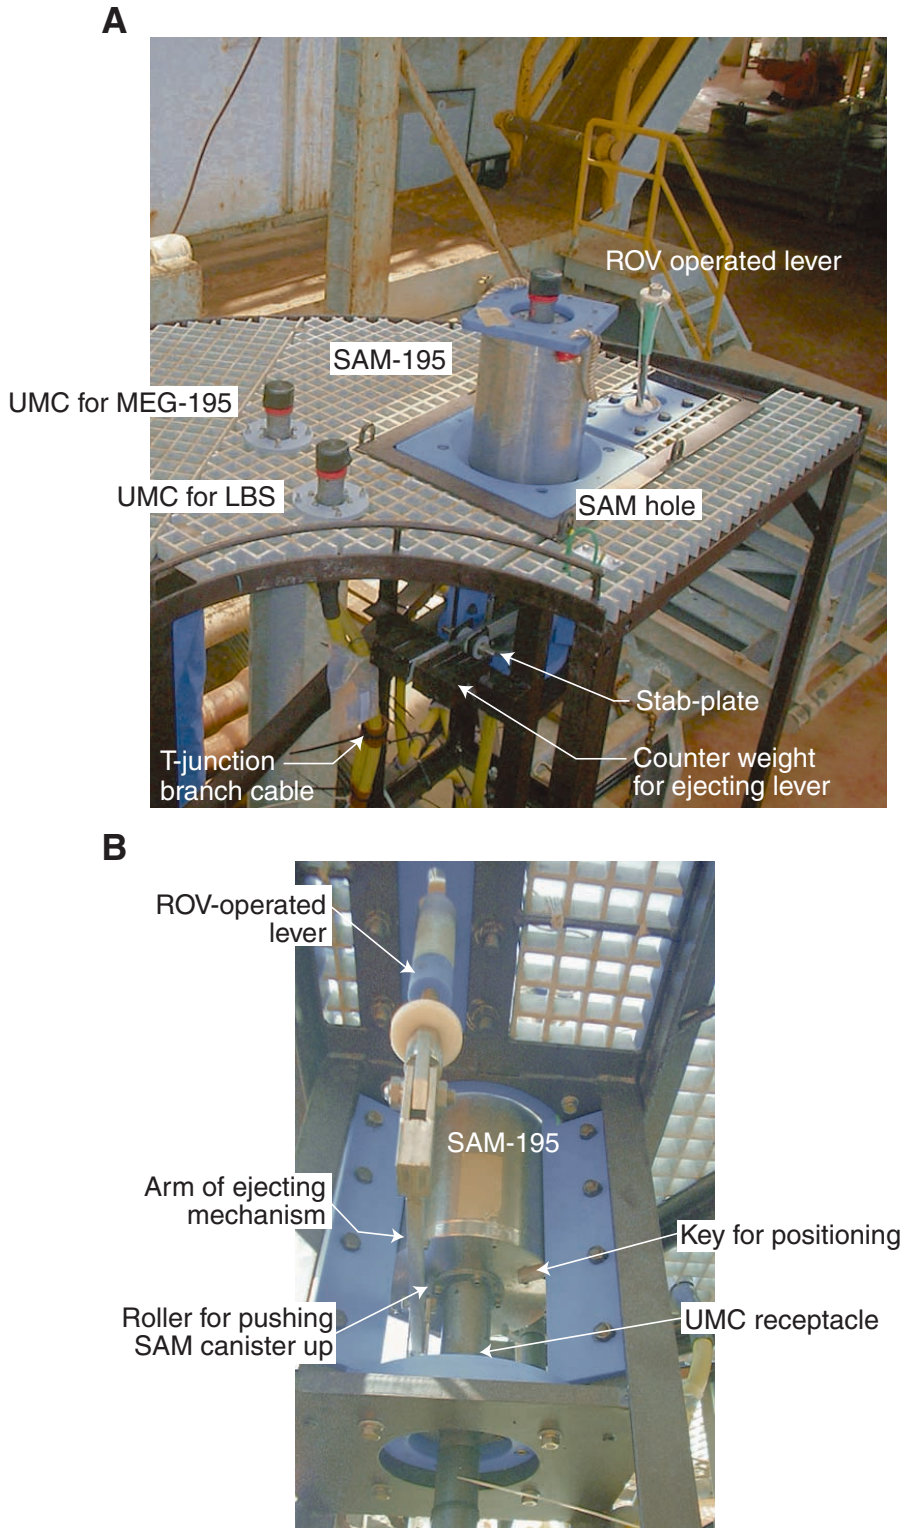 A
ROV operated lever
SAM-195
UMC for MEG-195
UMC for LBS
SAM hole
Stab-plate
T-junction
branch cable
Counter weight
for ejecting lever
B
ROV-operated
lever
SAM-195
Arm of ejecting
mechanism
Key for positioning
Roller for pushing
SAM canister up
UMC receptacle